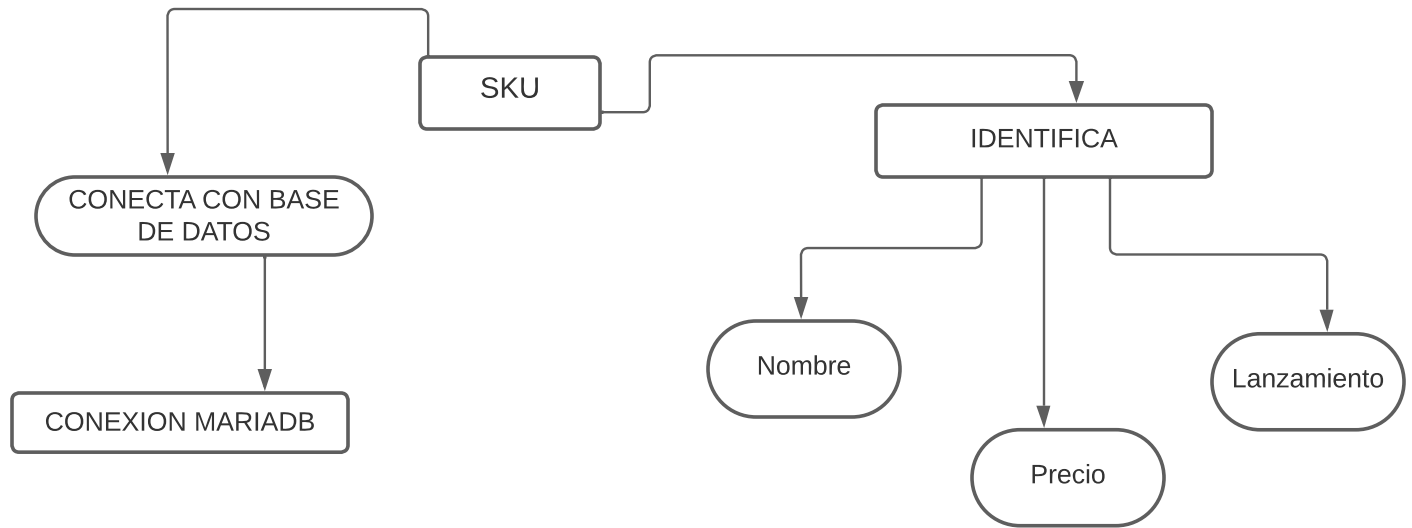 SKU
IDENTIFICA
CONECTA CON BASE
DE DATOS
Nombre
Lanzamiento
CONEXION MARIADB
Precio